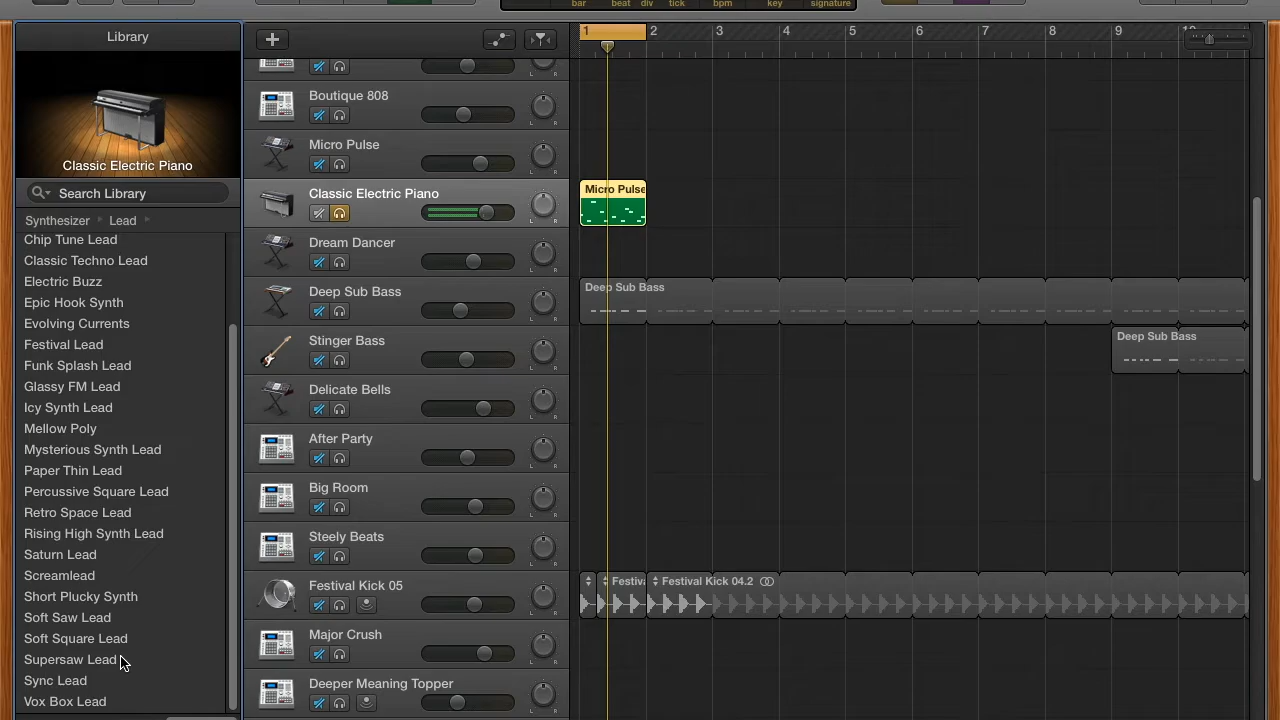 bar beat div tick bpm key signature
Library
Classic Electric Piano
Search Library
Synthesizer Lead
Chip Tune Lead
Classic Techno Lead
Electric Buzz
Epic Hook Synth
Evolving Currents
Festival Lead
Funk Splash Lead
Glassy FM Lead
Icy Synth Lead
Mellow Poly
Mysterious Synth Lead
Paper Thin Lead
Percussive Square Lead
Retro Space Lead
Rising High Synth Lead
Saturn Lead
Screamlead
Short Plucky Synth
Soft Saw Lead
Soft Square Lead
Supersaw Lead
Sync Lead
Vox Box Lead
Boutique 808
Micro Pulse
Classic Electric Piano
Dream Dancer
Deep Sub Bass
Stinger Bass
Delicate Bells
After Party
Big Room
Steely Beats
Festival Kick 05
Major Crush
Deeper Meaning Topper
1 2 3 4 5 6 7 8 9
Micro Pulse
Deep Sub Bass
Deep Sub Bass
Festiv
Festival Kick 04.2